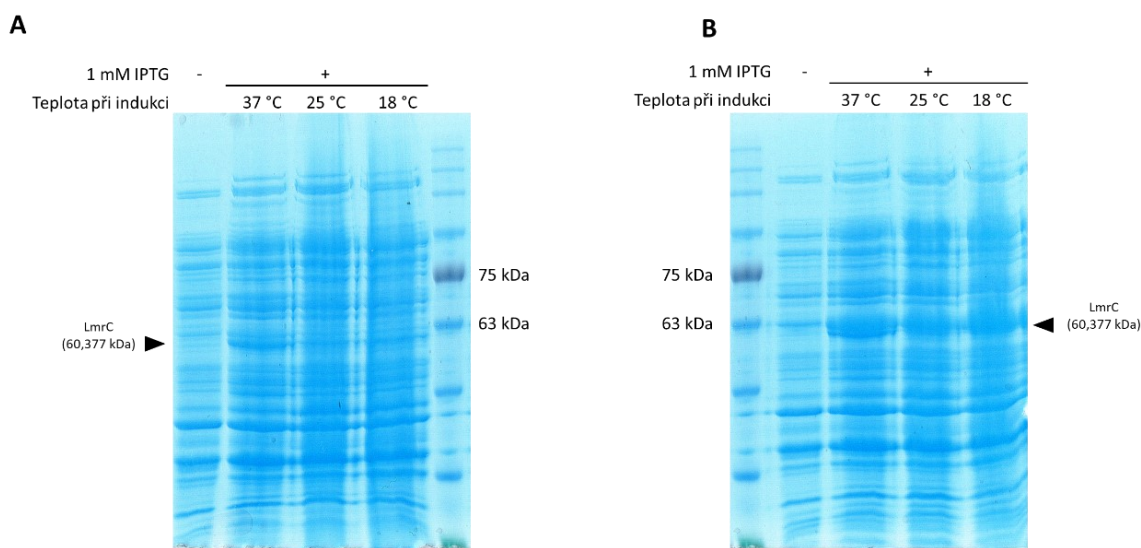 A
1 mM IPTG - +
Teplota při indukci 37 °C 25 °C 18 °C
75 kDa
63 kDa
LmrC
(60,377 kDa)
B
1 mM IPTG - +
Teplota při indukci 37 °C 25 °C 18 °C
75 kDa
63 kDa
LmrC
(60,377 kDa)